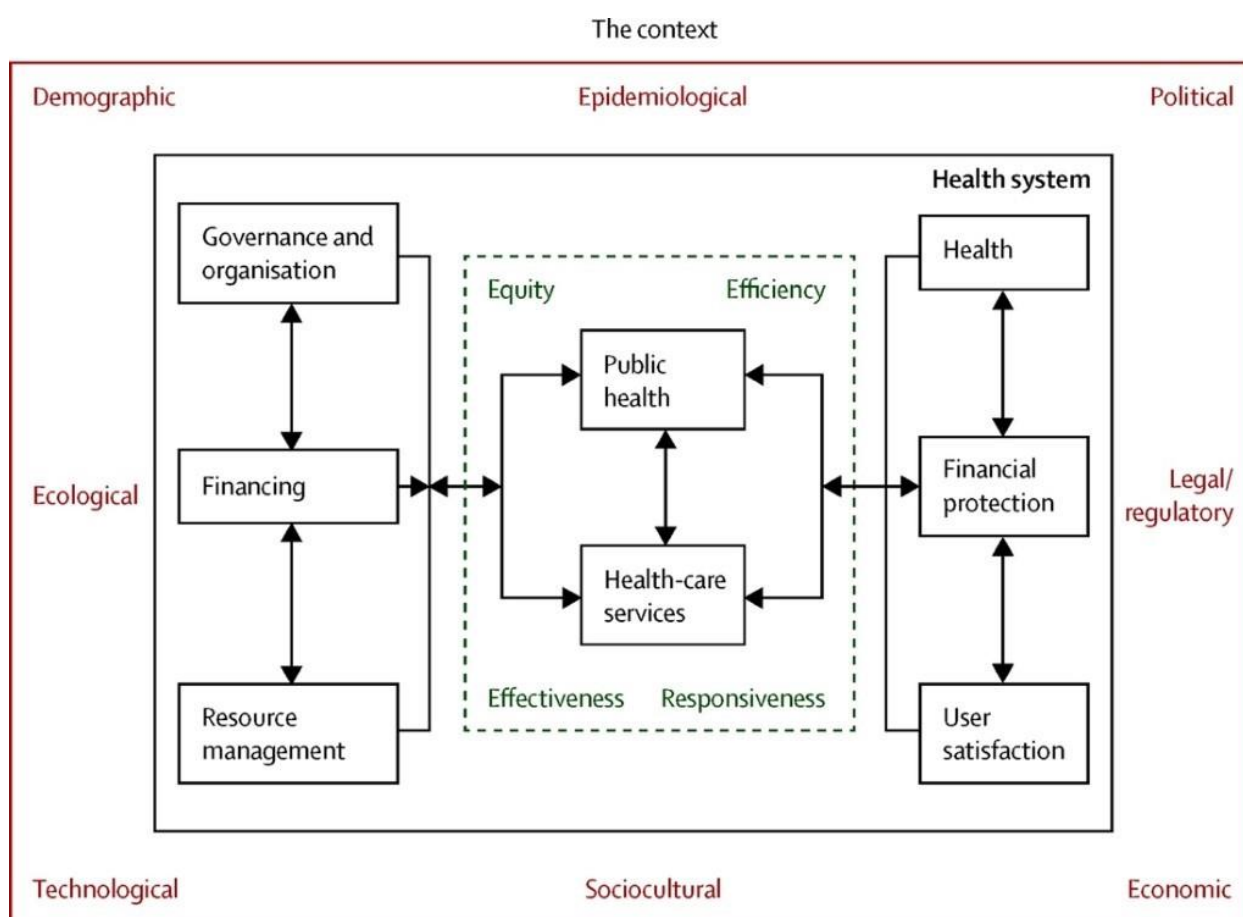 The context
Demographic
Epidemiological
Political
Health system
Governance and
organisation
Health
Equity
Efficiency
Public
health
Ecological
Financing
Financial
protection
Legal/
regulatory
Health-care
services
Effectiveness
Responsiveness
Resource
management
User
satisfaction
Technological
Sociocultural
Economic